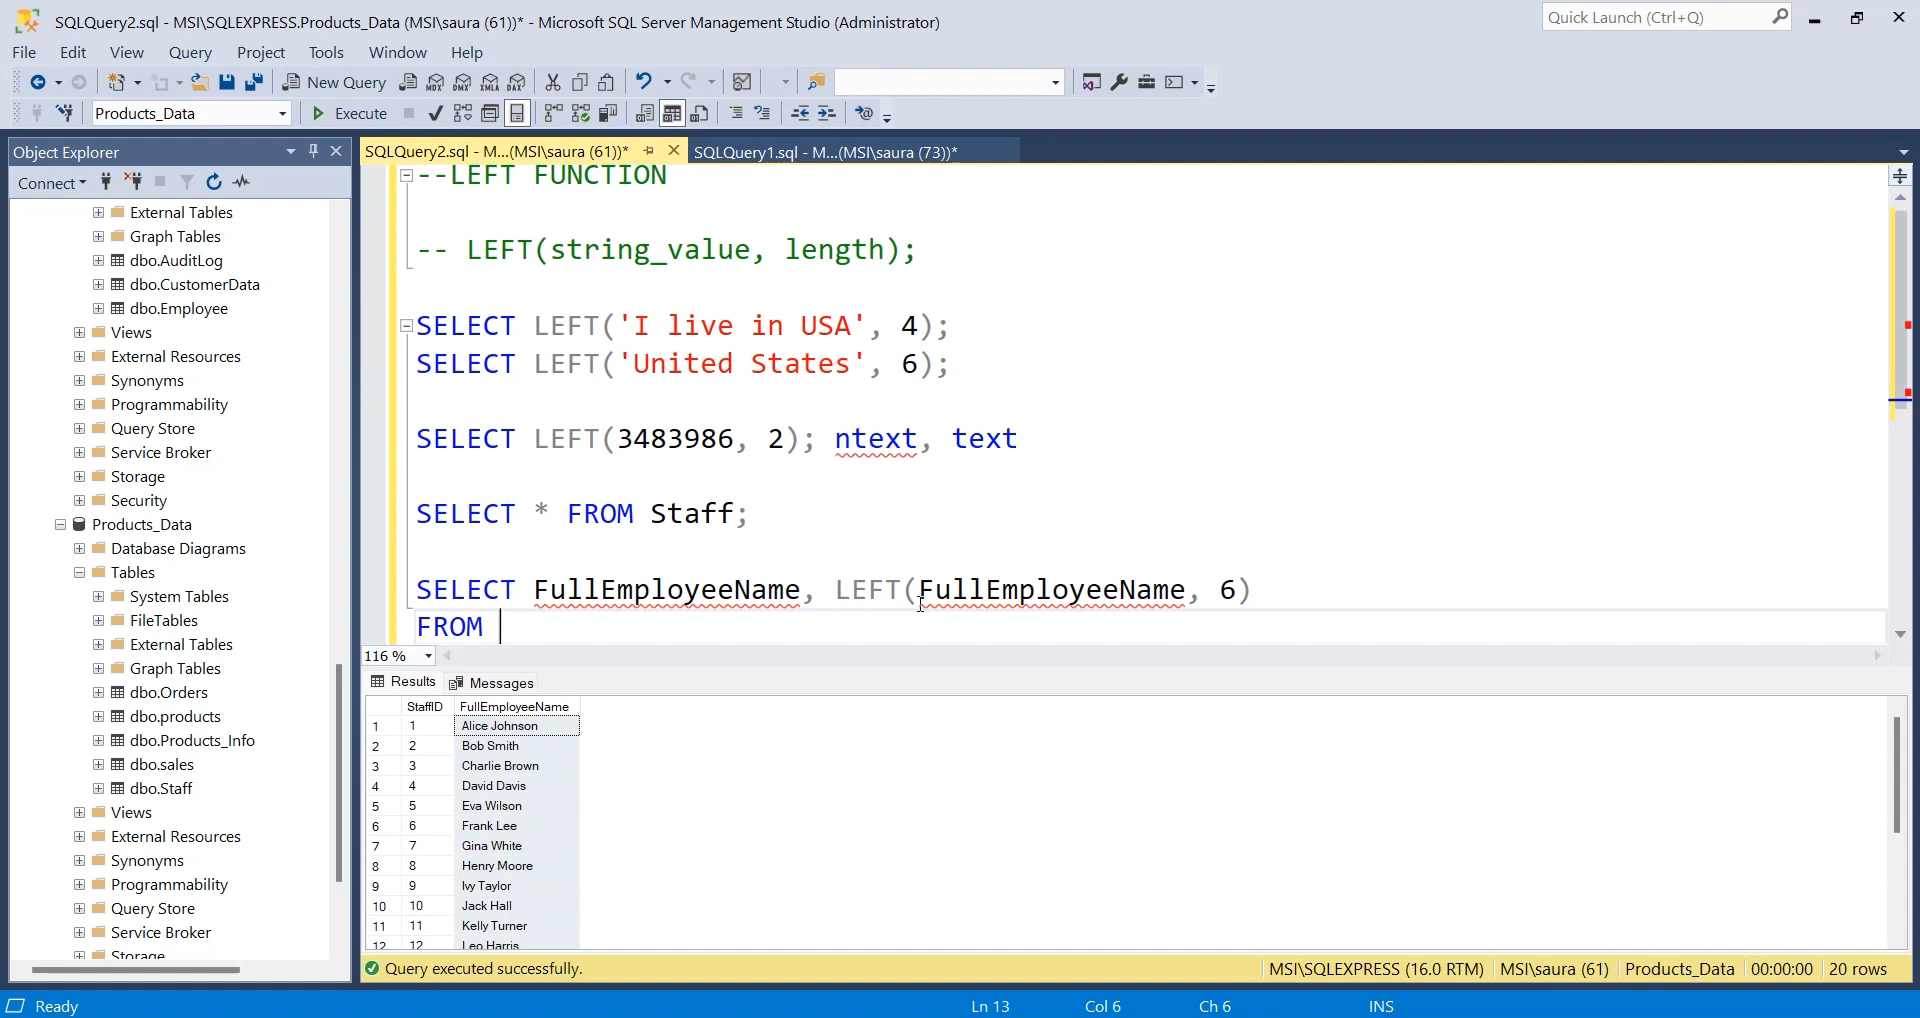 SQLQuery2.sql - MSI\SQLEXPRESS.Products_Data (MSI\saura (61))* - Microsoft SQL Server Management Studio (Administrator)
Quick Launch (Ctrl+Q)
File Edit View Query Project Tools Window Help
New Query MDX DMX XMLA DAX
Products_Data Execute
Object Explorer
Connect
External Tables
Graph Tables
dbo.AuditLog
dbo.CustomerData
dbo.Employee
Views
External Resources
Synonyms
Programmability
Query Store
Service Broker
Storage
Security
Products_Data
Database Diagrams
Tables
System Tables
FileTables
External Tables
Graph Tables
dbo.Orders
dbo.products
dbo.Products_Info
dbo.sales
dbo.Staff
Views
External Resources
Synonyms
Programmability
Query Store
Service Broker
Storage
SQLQuery2.sql - M...(MSI\saura (61))* SQLQuery1.sql - M...(MSI\saura (73))*
--LEFT FUNCTION
-- LEFT(string_value, length);
SELECT LEFT('I live in USA', 4);
SELECT LEFT('United States', 6);
SELECT LEFT(3483986, 2); ntext, text
SELECT * FROM Staff;
SELECT FullEmployeeName, LEFT(FullEmployeeName, 6)
FROM
116 %
Results Messages
StaffID FullEmployeeName
1 1 Alice Johnson
2 2 Bob Smith
3 3 Charlie Brown
4 4 David Davis
5 5 Eva Wilson
6 6 Frank Lee
7 7 Gina White
8 8 Henry Moore
9 9 Ivy Taylor
10 10 Jack Hall
11 11 Kelly Turner
12 12 Leo Harris
Query executed successfully. MSI\SQLEXPRESS (16.0 RTM) MSI\saura (61) Products_Data 00:00:00 20 rows
Ready Ln 13 Col 6 Ch 6 INS